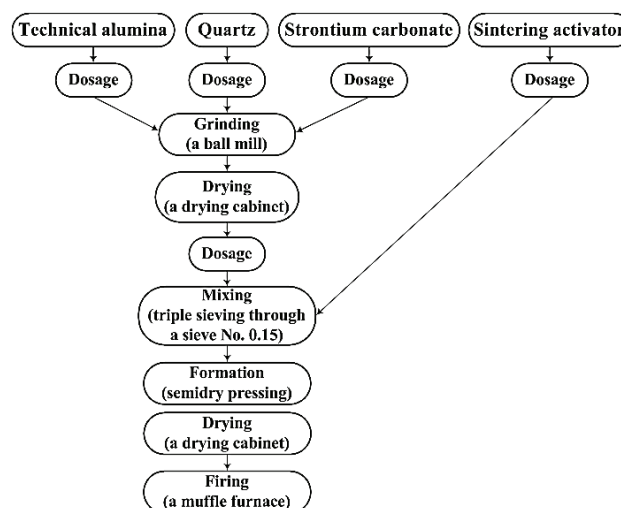 Technical alumina
Quartz
Strontium carbonate
Sintering activator
Dosage
Dosage
Dosage
Dosage
Grinding
(a ball mill)
Drying
(a drying cabinet)
Dosage
Mixing
(triple sieving through
a sieve No. 0.15)
Formation
(semidry pressing)
Drying
(a drying cabinet)
Firing
(a muffle furnace)